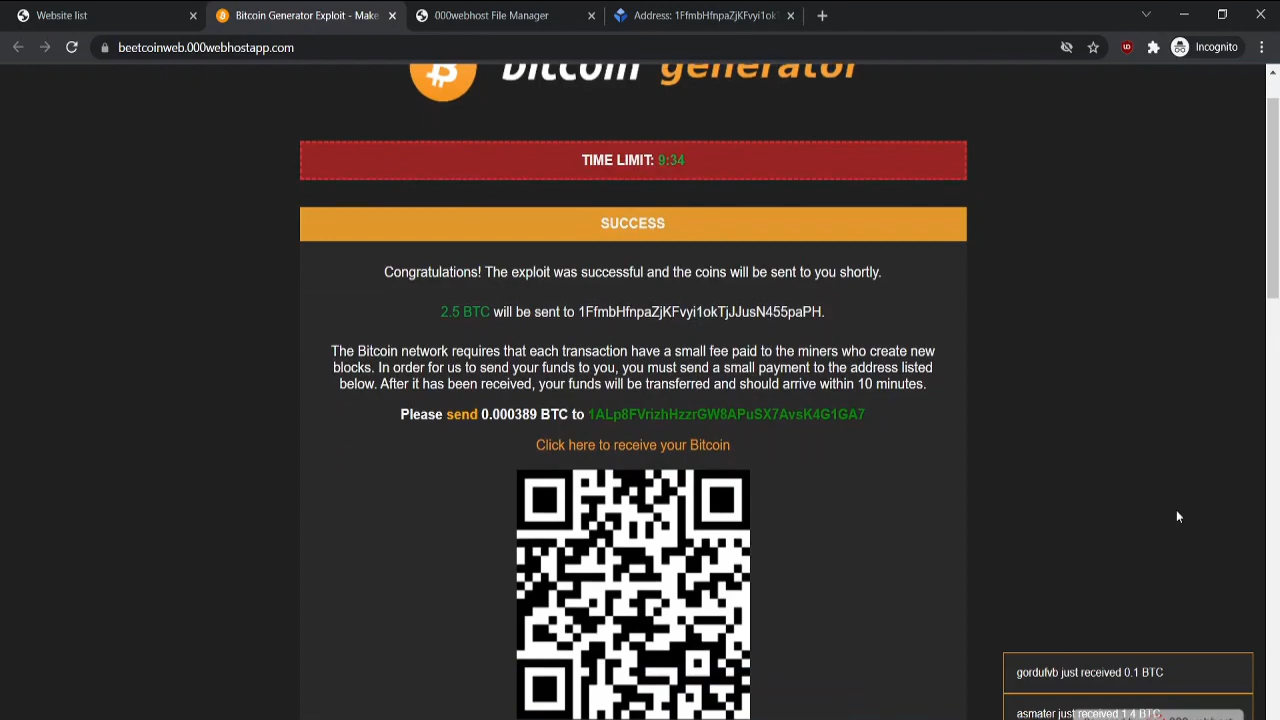 Website list
Bitcoin Generator Exploit - Make
000webhost File Manager
Address: 1FfmbHfnpaZjKFvyi1ok
beetcoinweb.000webhostapp.com
Incognito
bitcoin generator
TIME LIMIT: 9:34
SUCCESS
Congratulations! The exploit was successful and the coins will be sent to you shortly.
2.5 BTC will be sent to 1FfmbHfnpaZjKFvyi1okTjJJusN455paPH.
The Bitcoin network requires that each transaction have a small fee paid to the miners who create new
blocks. In order for us to send your funds to you, you must send a small payment to the address listed
below. After it has been received, your funds will be transferred and should arrive within 10 minutes.
Please send 0.000389 BTC to 1ALp8FVrizhHzzrGW8APuSX7AvsK4G1GA7
Click here to receive your Bitcoin
gordufvb just received 0.1 BTC
asmater just received 1.4 BTC